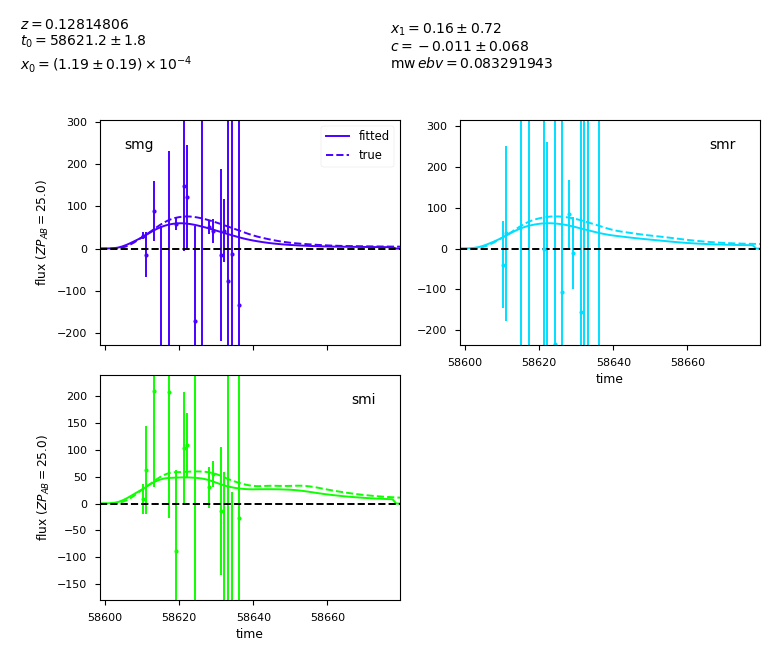 z = 0.12814806
t₀ = 58621.2 ± 1.8
x₀ = (1.19 ± 0.19) × 10⁻⁴
x₁ = 0.16 ± 0.72
c = −0.011 ± 0.068
mw ebv = 0.083291943
smg
fitted
true
flux (ZP_AB = 25.0)
300
200
100
0
−100
−200
smr
300
200
100
0
−100
−200
58600
58620
58640
58660
time
smi
flux (ZP_AB = 25.0)
200
150
100
50
0
−50
−100
−150
58600
58620
58640
58660
time